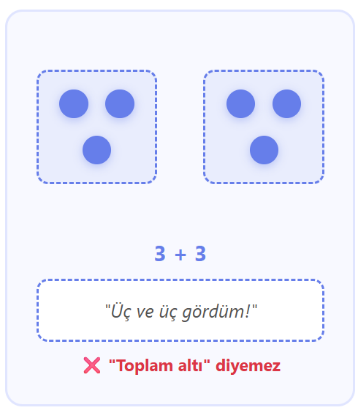 3 + 3
"Üç ve üç gördüm!"
❌ "Toplam altı" diyemez